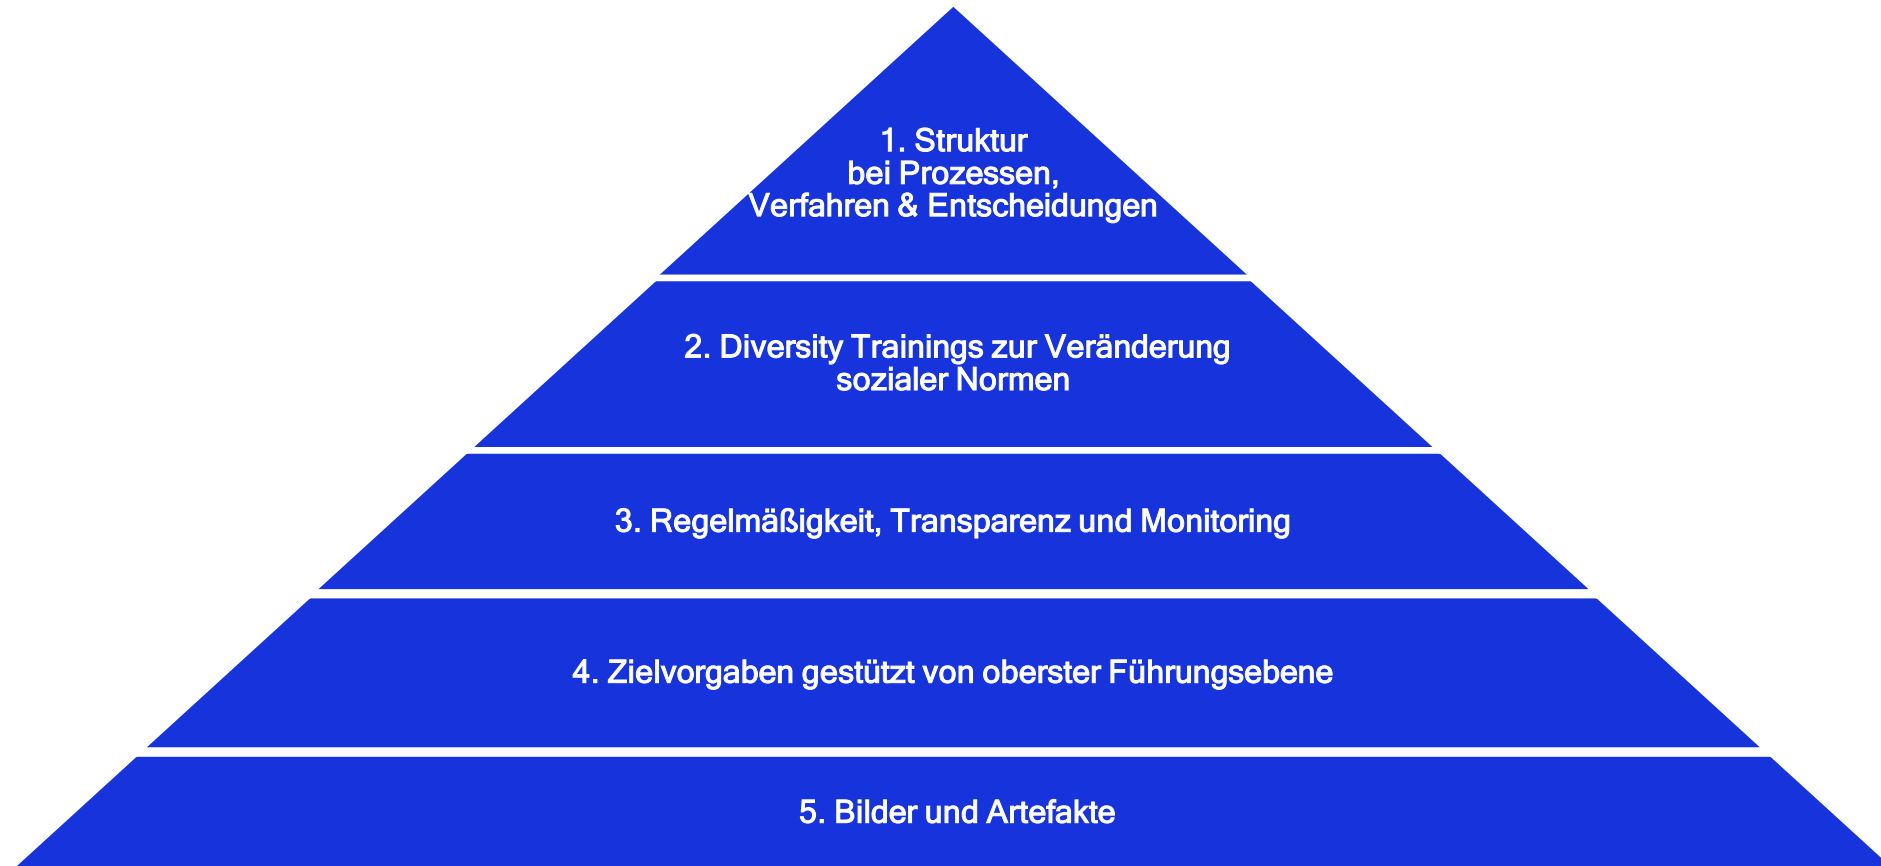 1. Struktur
bei Prozessen,
Verfahren & Entscheidungen
2. Diversity Trainings zur Veränderung
sozialer Normen
3. Regelmäßigkeit, Transparenz und Monitoring
4. Zielvorgaben gestützt von oberster Führungsebene
5. Bilder und Artefakte